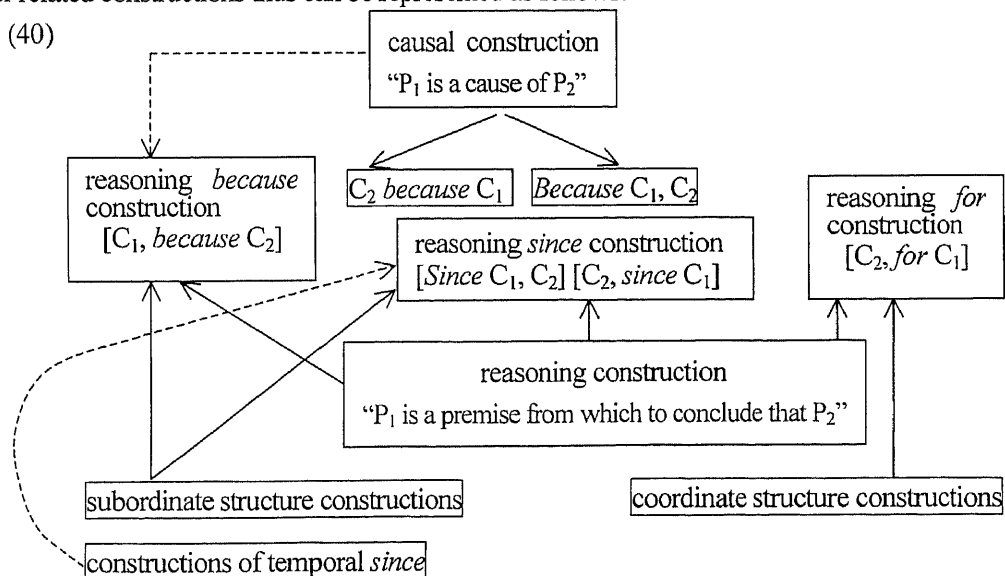 related constructions can be represented as
(40)
causal construction
“P₁ is a cause of P₂”
reasoning because
construction
[C₁, because C₂]
C₂ because C₁
Because C₁, C₂
reasoning for
construction
[C₂, for C₁]
reasoning since construction
[Since C₁, C₂] [C₂, since C₁]
reasoning construction
“P₁ is a premise from which to conclude that P₂”
subordinate structure constructions
coordinate structure constructions
constructions of temporal since